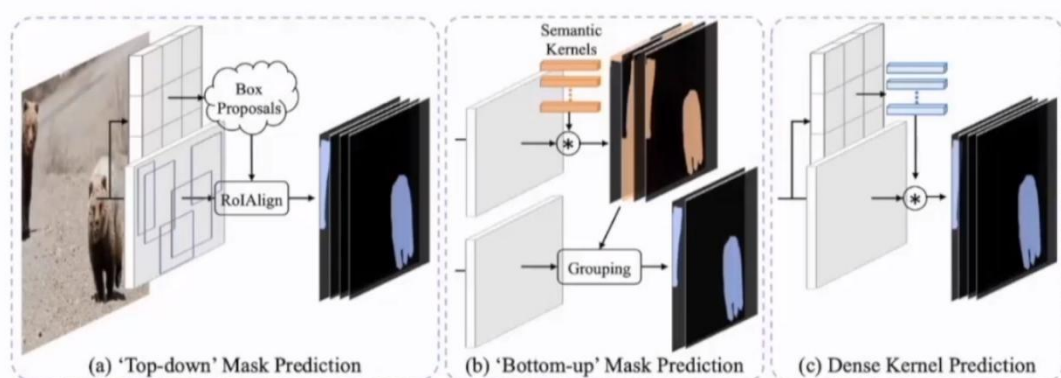 Box
Proposals
RoIAlign
(a) ‘Top-down’ Mask Prediction
Semantic
Kernels
*
Grouping
(b) ‘Bottom-up’ Mask Prediction
*
(c) Dense Kernel Prediction